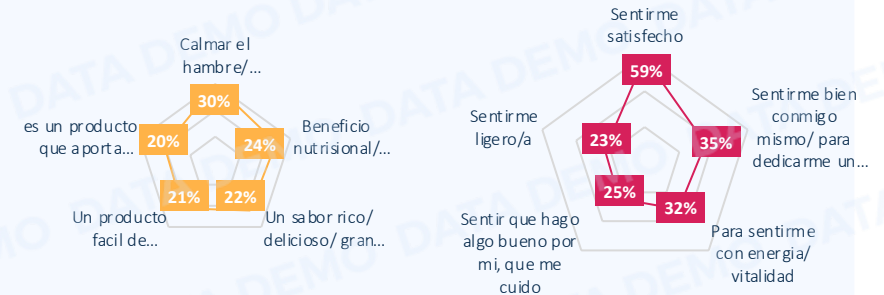 Calmar el
hambre/...
30%
es un producto
que aporta...
20%
24%
Beneficio
nutrisional/...
21%
22%
Un producto
facil de...
Un sabor rico/
delicioso/ gran...
Sentirme
satisfecho
59%
Sentirme
ligero/a
23%
35%
Sentirme bien
conmigo
mismo/ para
dedicarme un...
25%
32%
Sentir que hago
algo bueno por
mi, que me
cuido
Para sentirme
con energia/
vitalidad
DATA DEMO
DATA DEMO
DATA DEMO
DATA DEMO